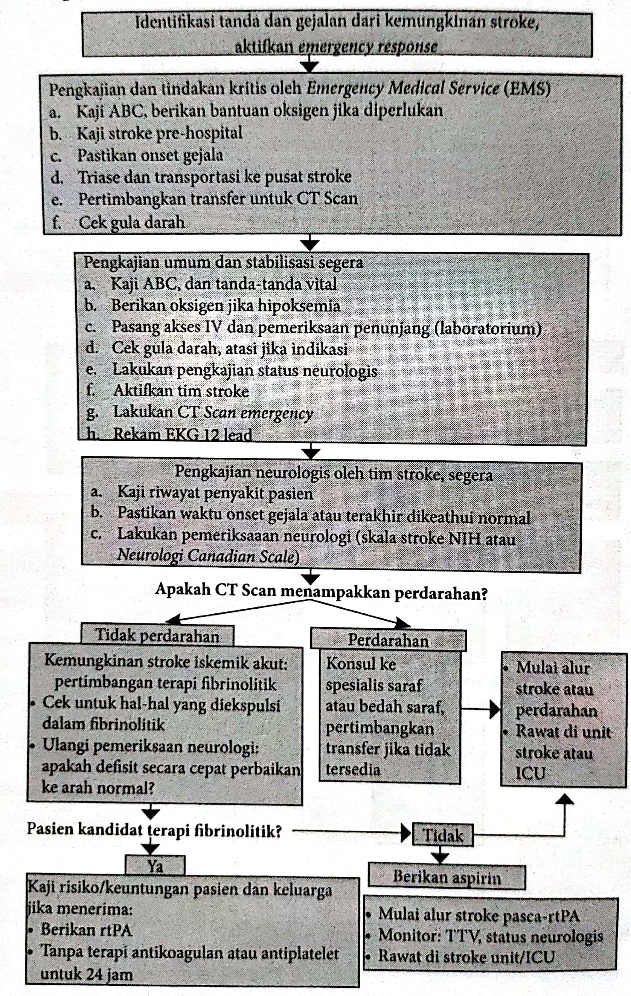 Identifikasi tanda dan gejalan dari kemungkinan stroke,
aktifkan emergency response
Pengkajian dan tindakan kritis oleh Emergency Medical Service (EMS)
a. Kaji ABC, berikan bantuan oksigen jika diperlukan
b. Kaji stroke pre-hospital
c. Pastikan onset gejala
d. Triase dan transportasi ke pusat stroke
e. Pertimbangkan transfer untuk CT Scan
f. Cek gula darah
Pengkajian umum dan stabilisasi segera
a. Kaji ABC, dan tanda-tanda vital
b. Berikan oksigen jika hipoksemia
c. Pasang akses IV dan pemeriksaan penunjang (laboratorium)
d. Cek gula darah, atasi jika indikasi
e. Lakukan pengkajian status neurologis
f. Aktifkan tim stroke
g. Lakukan CT Scan emergency
h. Rekam EKG 12 lead
Pengkajian neurologis oleh tim stroke, segera
a. Kaji riwayat penyakit pasien
b. Pastikan waktu onset gejala atau terakhir dikeathui normal
c. Lakukan pemeriksaaan neurologi (skala stroke NIH atau
Neurologi Canadian Scale)
Apakah CT Scan menampakkan perdarahan?
Tidak perdarahan
Kemungkinan stroke iskemik akut:
pertimbangan terapi fibrinolitik
• Cek untuk hal-hal yang diekspulsi
dalam fibrinolitik
• Ulangi pemeriksaan neurologi:
apakah defisit secara cepat perbaikan
ke arah normal?
Perdarahan
Konsul ke
spesialis saraf
atau bedah saraf,
pertimbangkan
transfer jika tidak
tersedia
• Mulai alur
stroke atau
perdarahan
• Rawat di unit
stroke atau
ICU
Pasien kandidat terapi fibrinolitik?
Tidak
Ya
Kaji risiko/keuntungan pasien dan keluarga
jika menerima:
• Berikan rtPA
• Tanpa terapi antikoagulan atau antiplatelet
untuk 24 jam
Berikan aspirin
• Mulai alur stroke pasca-rtPA
• Monitor: TTV, status neurologis
• Rawat di stroke unit/ICU